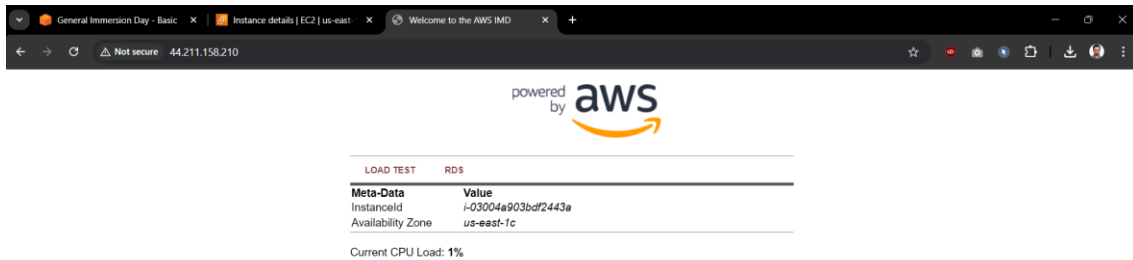 General Immersion Day - Basic
Instance details | EC2 | us-east-
Welcome to the AWS IMD
Not secure 44.211.158.210
powered by aws
LOAD TEST RDS
Meta-Data Value
InstanceId i-03004a903bdf2443a
Availability Zone us-east-1c
Current CPU Load: 1%